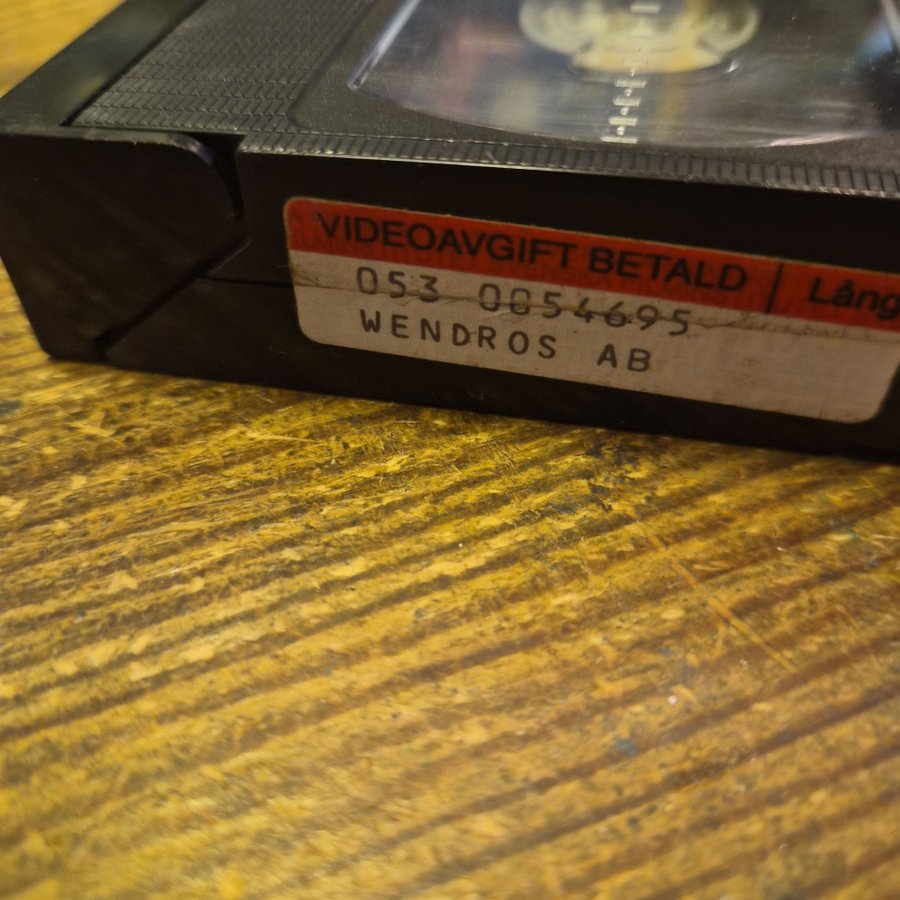 VIDEOAVGIFT BETALD | Lång
053 0054695
WENDROS AB